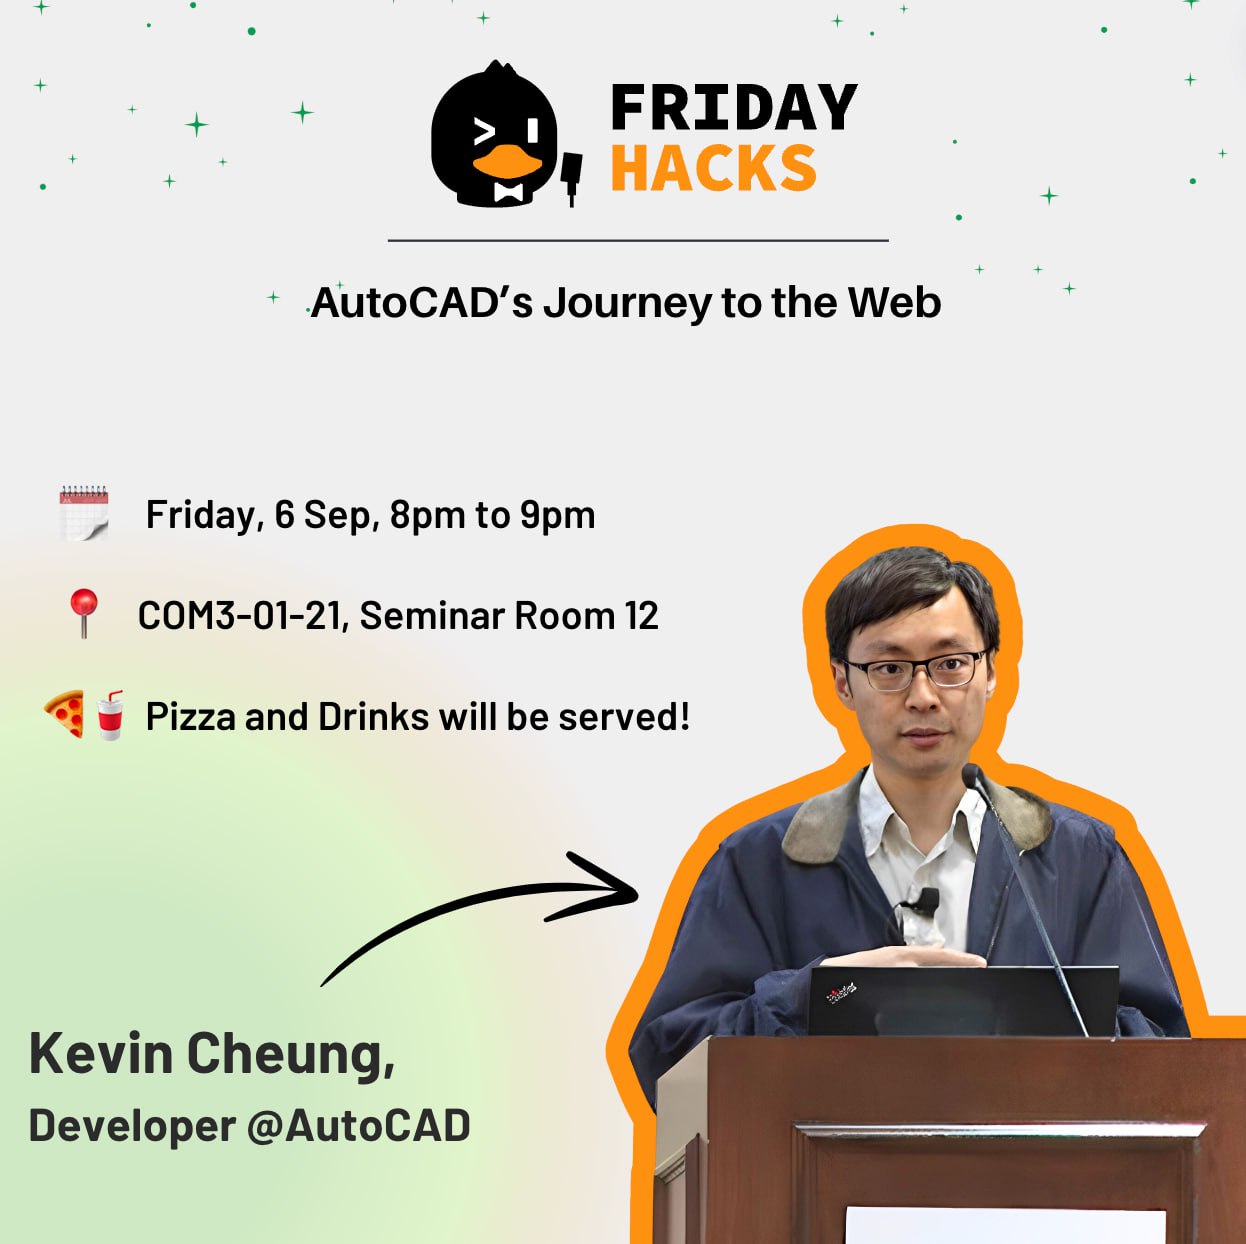 FRIDAY
HACKS
AutoCAD’s Journey to the Web
Friday, 6 Sep, 8pm to 9pm
COM3-01-21, Seminar Room 12
Pizza and Drinks will be served!
Kevin Cheung,
Developer @AutoCAD